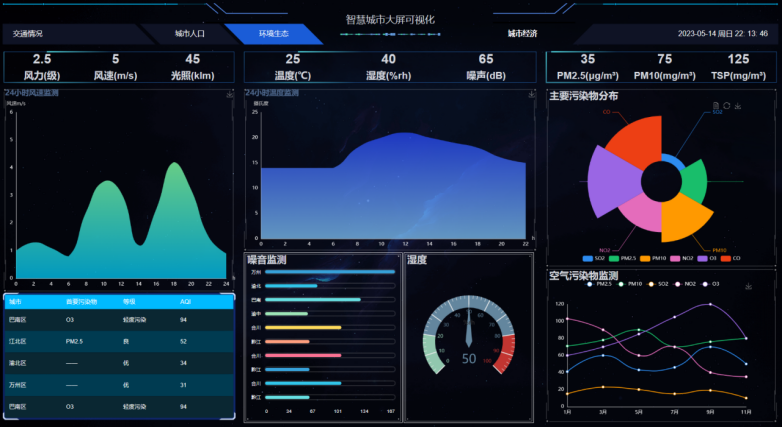 智慧城市大屏可视化
交通情况
城市人口
环境生态
城市经济
2023-05-14 周日 22: 13: 46
2.5 5 45
风力(级) 风速(m/s) 光照(klm)
25 40 65
温度(℃) 湿度(%rh) 噪声(dB)
35 75 125
PM2.5(μg/m³) PM10(mg/m³) TSP(mg/m³)
24小时风速监测
风速m/s
6
5
4
3
2
1
0
0 2 4 6 8 10 12 14 16 18 20 22 24 h
24小时温度监测
摄氏度
25
20
15
10
5
0
0 2 4 6 8 10 12 14 16 18 20 22 h
主要污染物分布
CO
SO2
NO2
PM10
SO2 PM2.5 PM10 NO2 O3 CO
城市 首要污染物 等级 AQI
巴南区 O3 轻度污染 94
江北区 PM2.5 良 52
渝北区 —— 优 34
万州区 —— 优 31
巴南区 O3 轻度污染 94
噪音监测
万州
渝北
巴南
渝中
合川
黔江
合川
黔江
合川
黔江
0 34 67 101 134 167
湿度
0
10
20
30
40
50
60
70
80
90
100
50
空气污染物监测
PM2.5 PM10 SO2 NO2 O3
120
100
80
60
40
20
0
1月 3月 5月 7月 9月 11月